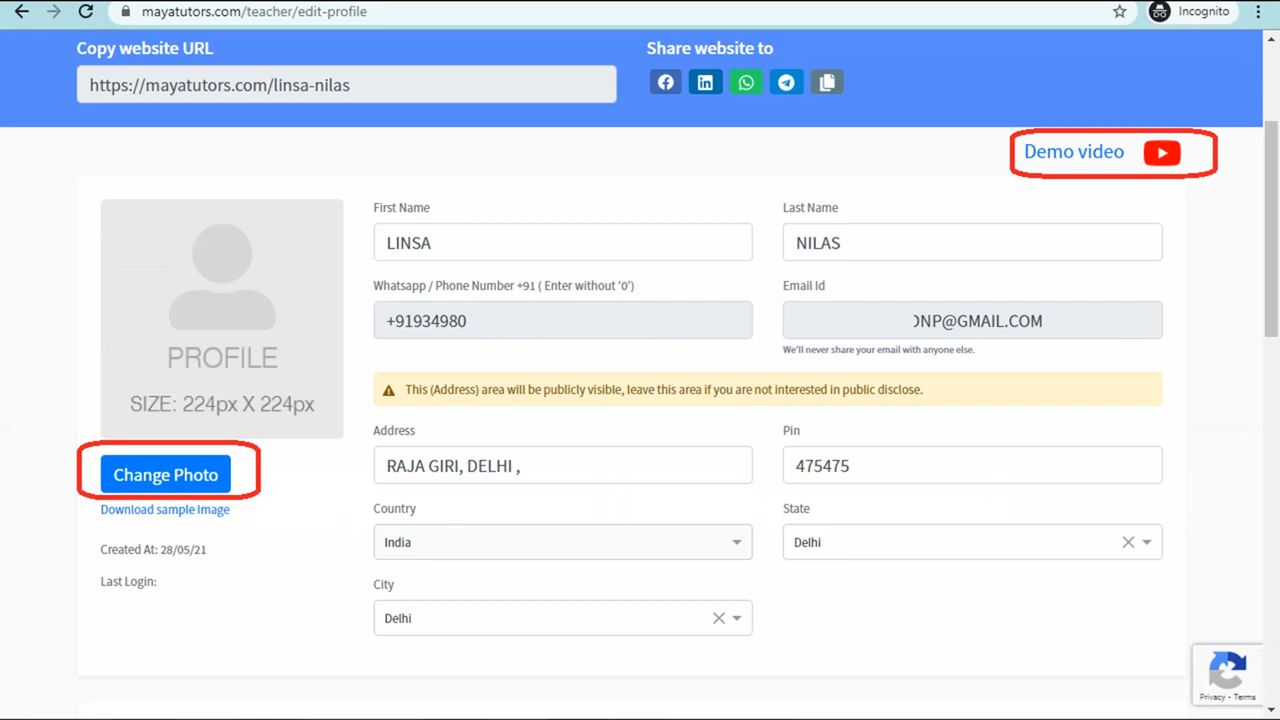 mayatutors.com/teacher/edit-profile
Incognito
Copy website URL
Share website to
https://mayatutors.com/linsa-nilas
Demo video
First Name
Last Name
LINSA
NILAS
Whatsapp / Phone Number +91 ( Enter without '0')
Email Id
+91934980
NP@GMAIL.COM
We'll never share your email with anyone else.
PROFILE
SIZE: 224px X 224px
This (Address) area will be publicly visible, leave this area if you are not interested in public disclose.
Address
Pin
RAJA GIRI, DELHI ,
475475
Change Photo
Download sample Image
Country
State
India
Delhi
Created At: 28/05/21
Last Login:
City
Delhi
Privacy - Terms